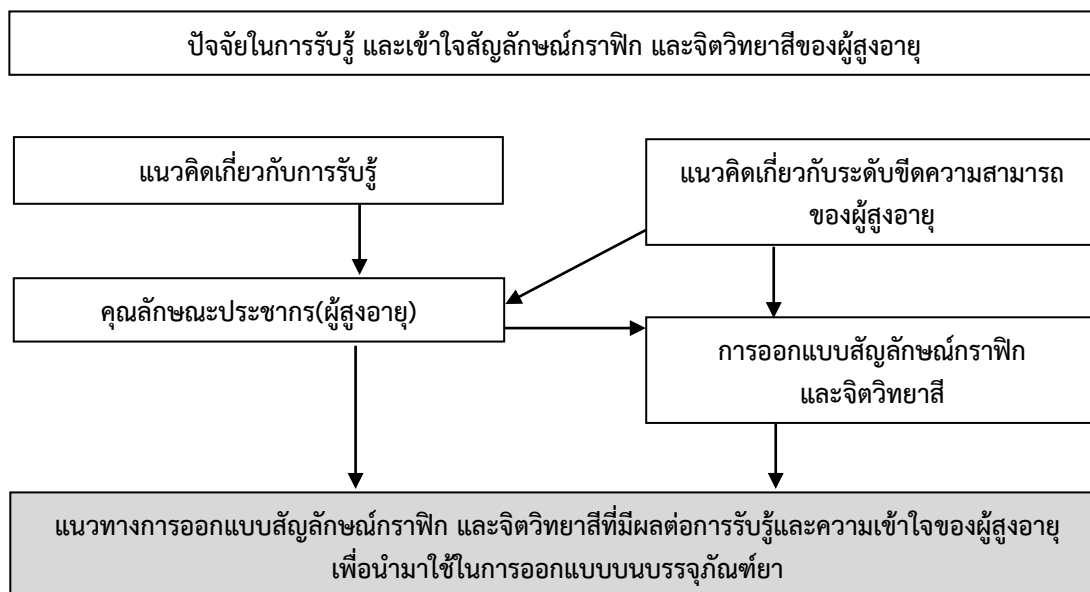 ปัจจัยในการรับรู้ และเข้าใจสัญลักษณ์กราฟิก และจิตวิทยาสีของผู้สูงอายุ
แนวคิดเกี่ยวกับการรับรู้
แนวคิดเกี่ยวกับระดับขีดความสามารถ
ของผู้สูงอายุ
คุณลักษณะประชากร(ผู้สูงอายุ)
การออกแบบสัญลักษณ์กราฟิก
และจิตวิทยาสี
แนวทางการออกแบบสัญลักษณ์กราฟิก และจิตวิทยาสีที่มีผลต่อการรับรู้และความเข้าใจของผู้สูงอายุ
เพื่อนำมาใช้ในการออกแบบบนบรรจุภัณฑ์ยา